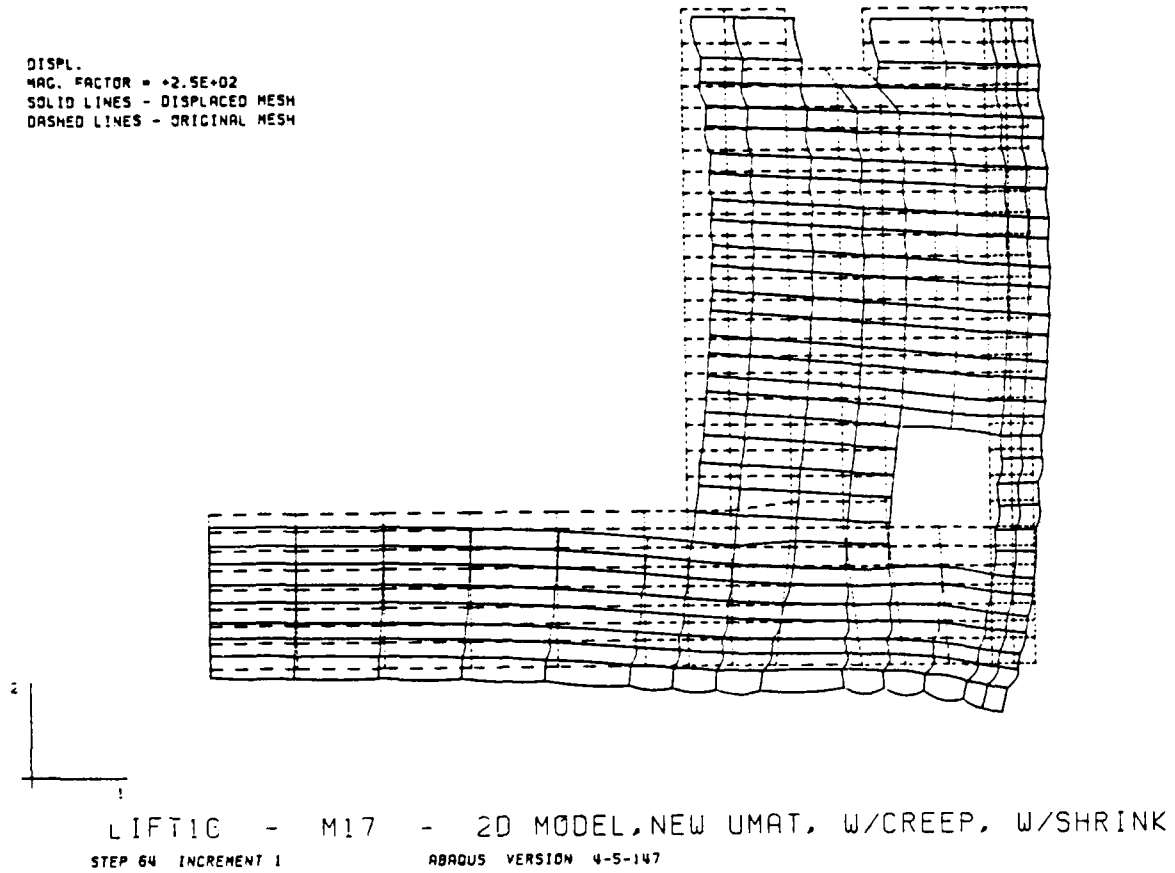 DISPL.
MAG. FACTOR = +2.5E+02
SOLID LINES - DISPLACED MESH
DASHED LINES - ORIGINAL MESH
2
1
LIFT16 - M17 - 2D MODEL, NEW UMAT, W/CREEP, W/SHRINK
STEP 64 INCREMENT 1 ABAQUS VERSION 4-5-147